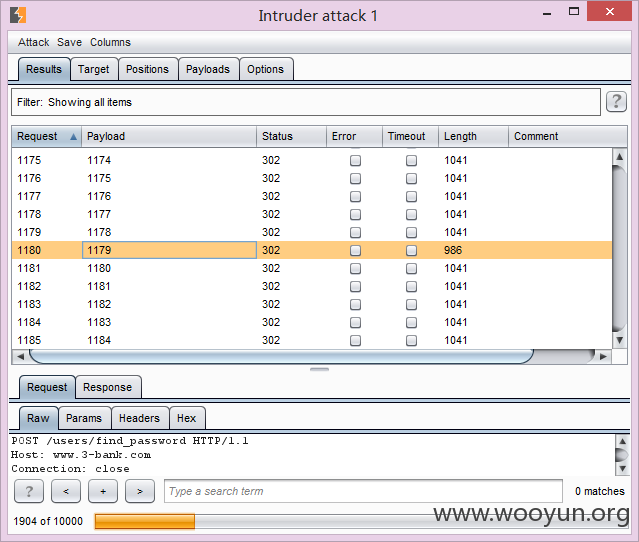 Intruder attack 1
Attack Save Columns
Results Target Positions Payloads Options
Filter: Showing all items ?
Request Payload Status Error Timeout Length Comment
1175 1174 302 1041
1176 1175 302 1041
1177 1176 302 1041
1178 1177 302 1041
1179 1178 302 1041
1180 1179 302 986
1181 1180 302 1041
1182 1181 302 1041
1183 1182 302 1041
1184 1183 302 1041
1185 1184 302 1041
Request Response
Raw Params Headers Hex
POST /users/find_password HTTP/1.1
Host: www.3-bank.com
Connection: close
? < + > Type a search term 0 matches
1904 of 10000
www.wooyun.org